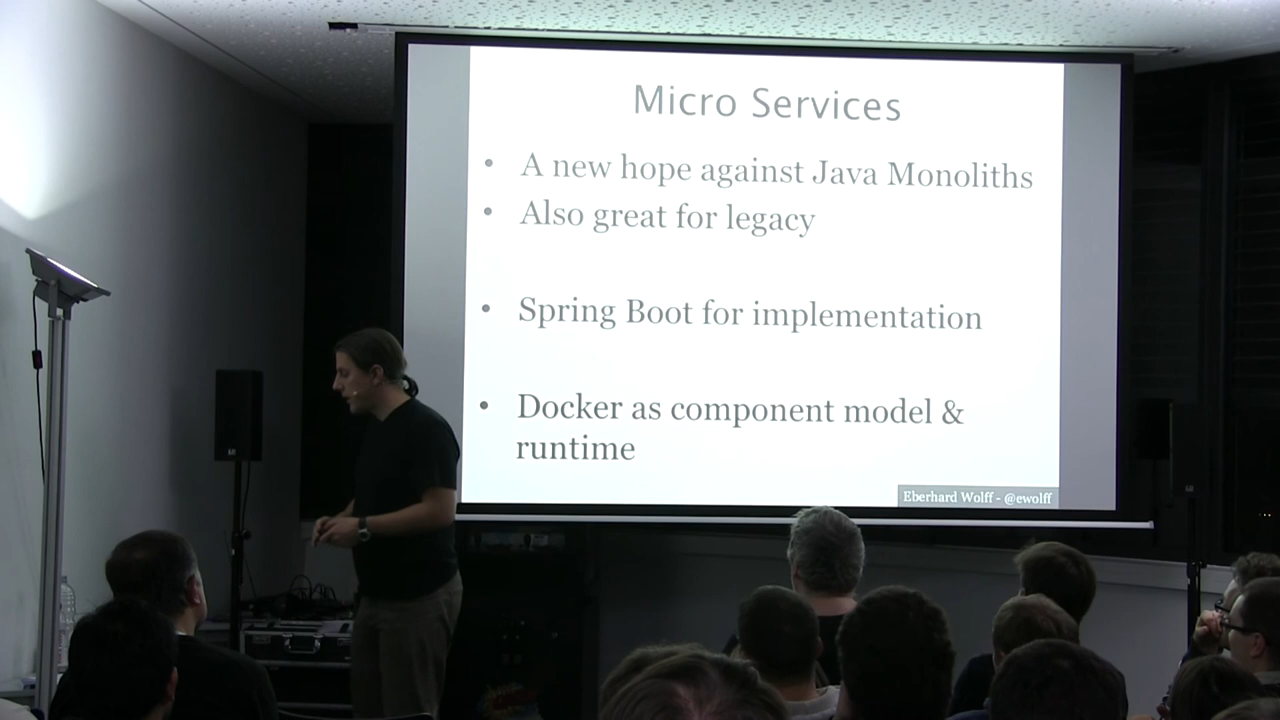 Micro Services
• A new hope against Java Monoliths
• Also great for legacy
• Spring Boot for implementation
• Docker as component model &
runtime
Eberhard Wolff - @ewolff